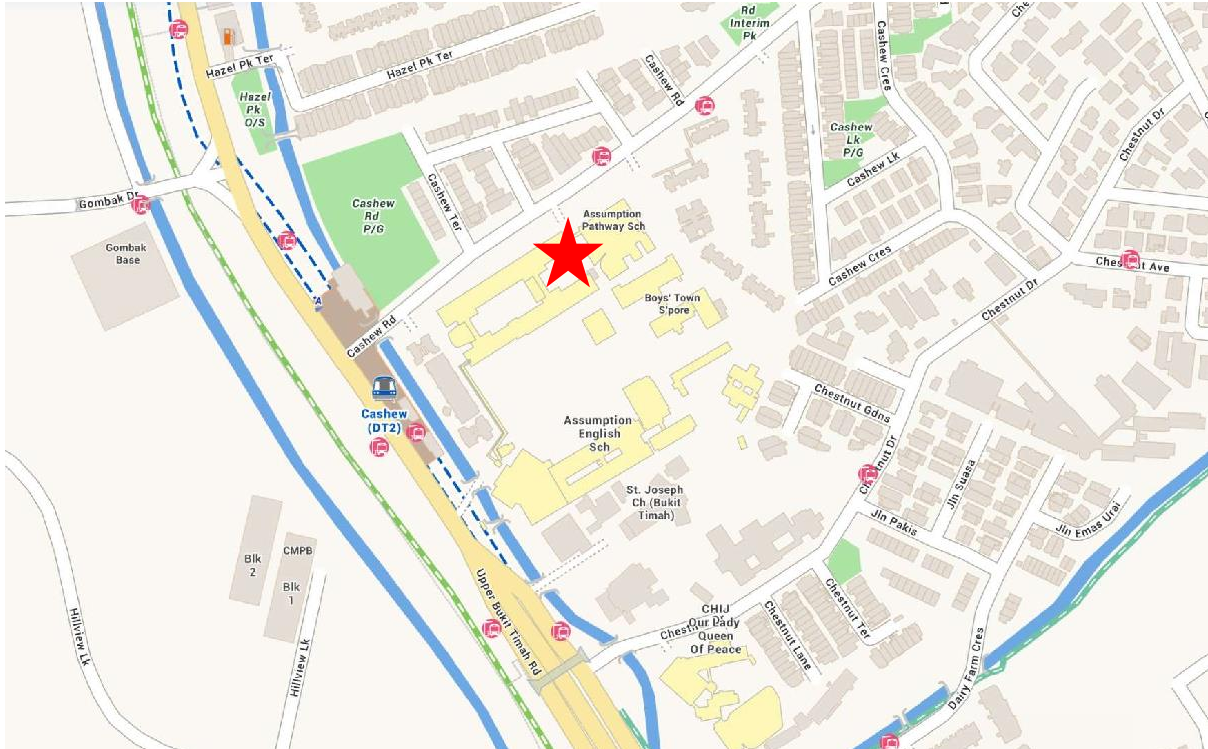 Rd
Interim
Pk
Hazel Pk Ter
Hazel Pk Ter
Cashew Rd
Cashew Cres
Hazel
Pk
O/S
Cashew
Lk
P/G
Chestnut Dr
Cashew Lk
Gombak Dr
Cashew Ter
Cashew
Rd
P/G
Assumption
Pathway Sch
Gombak
Base
Cashew Cres
Boys' Town
S'pore
Chestnut Dr
Cashew Rd
Cashew
(DT2)
Chestnut Gdns
Assumption
English
Sch
St. Joseph
Ch (Bukit
Timah)
Jln Suasa
Jln Pakis
Jln Emas Urai
Blk
2
CMPB
Blk
1
Upper Bukit Timah Rd
Hillview Lk
Hillview Lk
CHIJ
Our Lady
Queen
Of Peace
Chestnut Lane
Chestnut Ter
Dairy Farm Cres